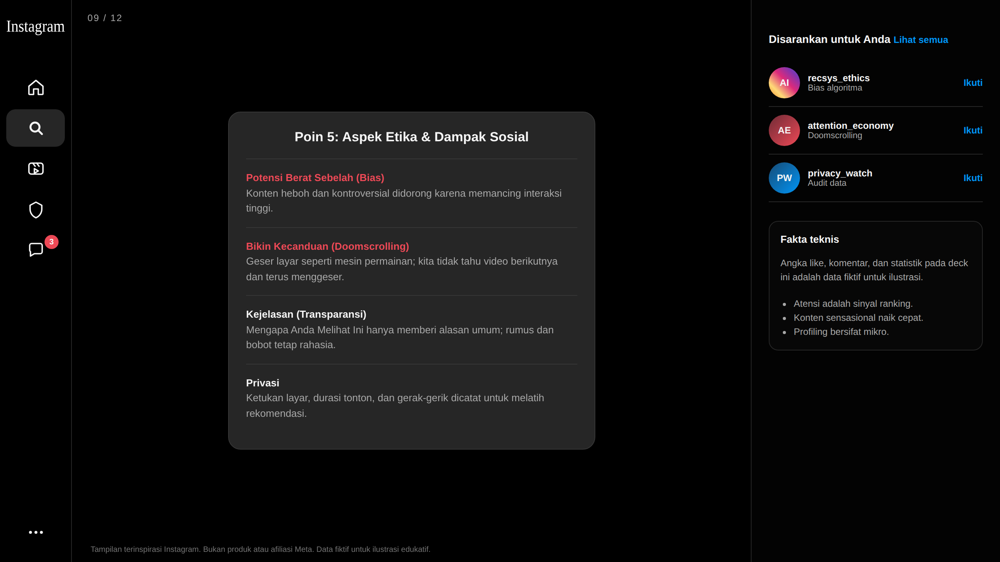 Instagram
3
09 / 12
Poin 5: Aspek Etika & Dampak Sosial
Potensi Berat Sebelah (Bias)
Konten heboh dan kontroversial didorong karena memancing interaksi
tinggi.
Bikin Kecanduan (Doomscrolling)
Geser layar seperti mesin permainan; kita tidak tahu video berikutnya
dan terus menggeser.
Kejelasan (Transparansi)
Mengapa Anda Melihat Ini hanya memberi alasan umum; rumus dan
bobot tetap rahasia.
Privasi
Ketukan layar, durasi tonton, dan gerak-gerik dicatat untuk melatih
rekomendasi.
Tampilan terinspirasi Instagram. Bukan produk atau afiliasi Meta. Data fiktif untuk ilustrasi edukatif.
Disarankan untuk Anda Lihat semua
AI
recsys_ethics
Bias algoritma
Ikuti
AE
attention_economy
Doomscrolling
Ikuti
PW
privacy_watch
Audit data
Ikuti
Fakta teknis
Angka like, komentar, dan statistik pada deck
ini adalah data fiktif untuk ilustrasi.
• Atensi adalah sinyal ranking.
• Konten sensasional naik cepat.
• Profiling bersifat mikro.